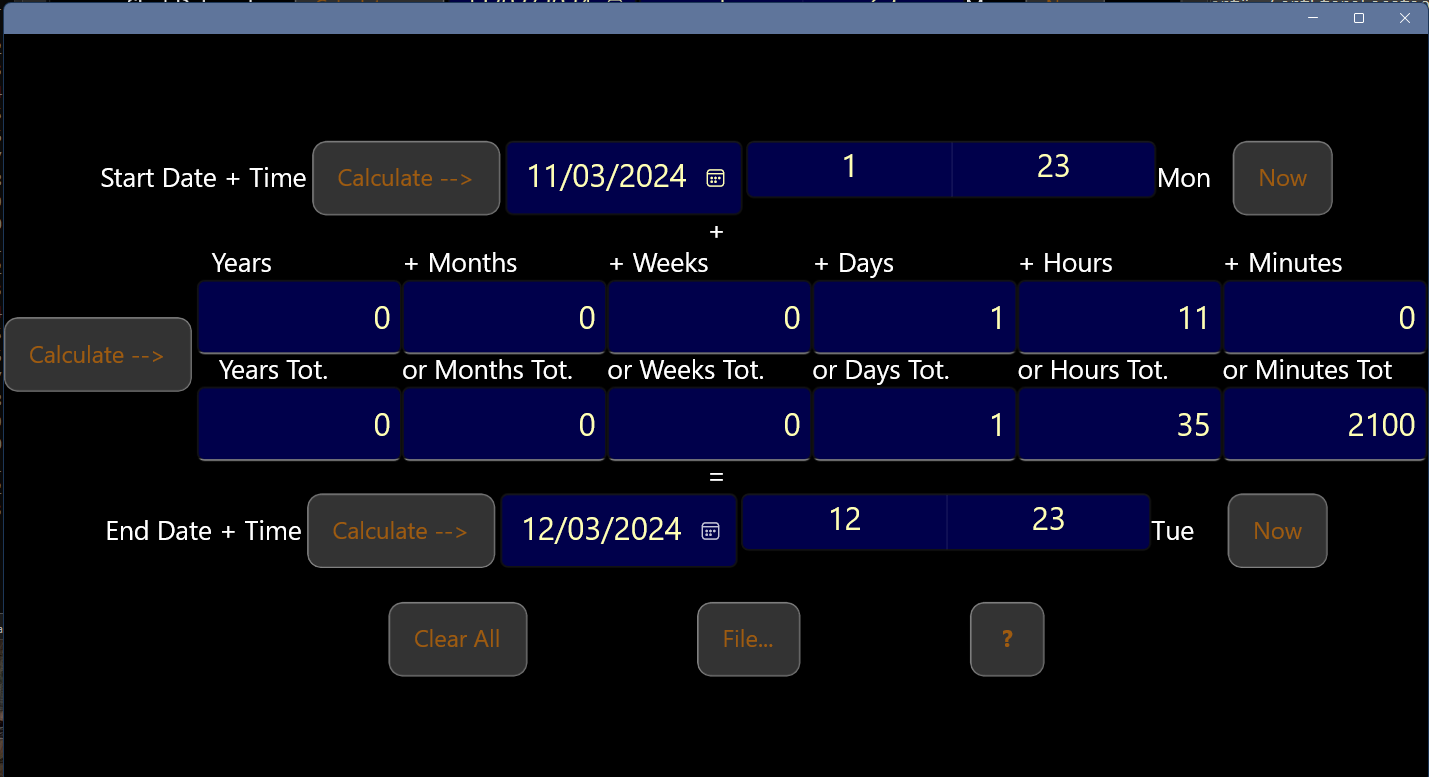 Start Date + Time Calculate --> 11/03/2024 1 23 Mon Now
+
Years + Months + Weeks + Days + Hours + Minutes
0 0 0 1 11 0
Calculate -->
Years Tot. or Months Tot. or Weeks Tot. or Days Tot. or Hours Tot. or Minutes Tot
0 0 0 1 35 2100
=
End Date + Time Calculate --> 12/03/2024 12 23 Tue Now
Clear All File... ?